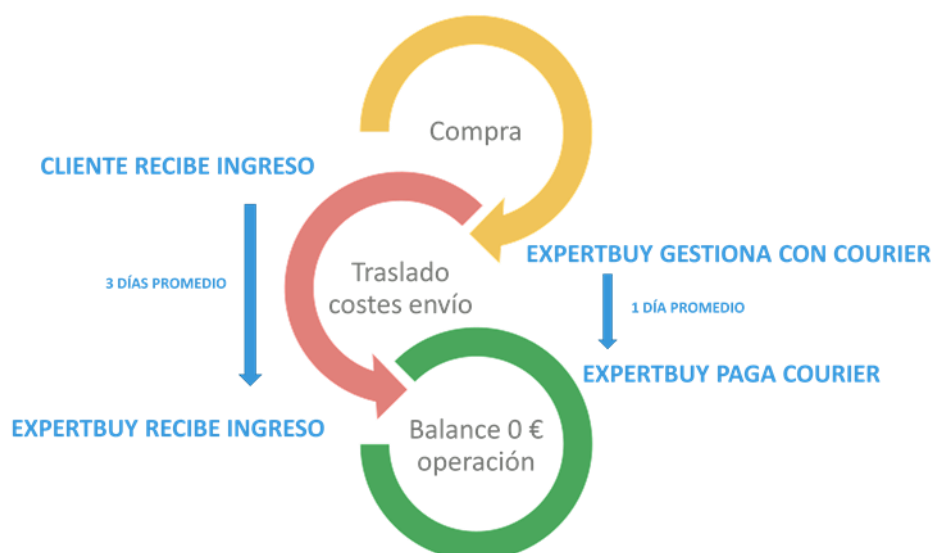 Compra
CLIENTE RECIBE INGRESO
EXPERTBUY GESTIONA CON COURIER
Traslado
costes envío
3 DÍAS PROMEDIO
1 DÍA PROMEDIO
EXPERTBUY PAGA COURIER
EXPERTBUY RECIBE INGRESO
Balance 0 €
operación